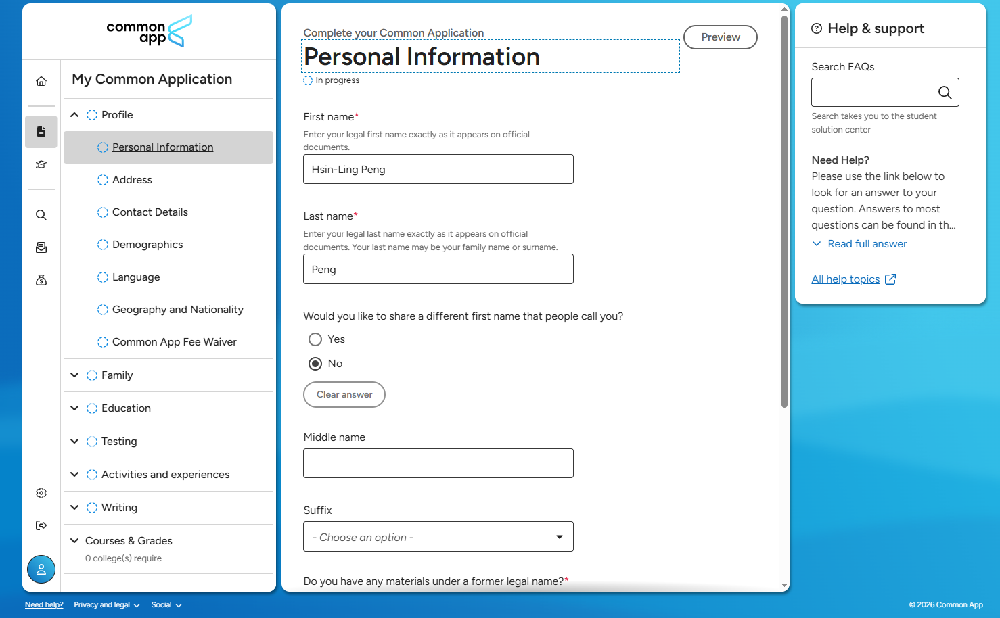 common
app
My Common Application
Profile
Personal Information
Address
Contact Details
Demographics
Language
Geography and Nationality
Common App Fee Waiver
Family
Education
Testing
Activities and experiences
Writing
Courses & Grades
0 college(s) require
Complete your Common Application
Personal Information
In progress
Preview
First name*
Enter your legal first name exactly as it appears on official
documents.
Hsin-Ling Peng
Last name*
Enter your legal last name exactly as it appears on official
documents. Your last name may be your family name or surname.
Peng
Would you like to share a different first name that people call you?
Yes
No
Clear answer
Middle name
Suffix
- Choose an option -
Do you have any materials under a former legal name?*
Help & support
Search FAQs
Search takes you to the student
solution center
Need Help?
Please use the link below to
look for an answer to your
question. Answers to most
questions can be found in th...
Read full answer
All help topics
Need help?
Privacy and legal
Social
© 2026 Common App